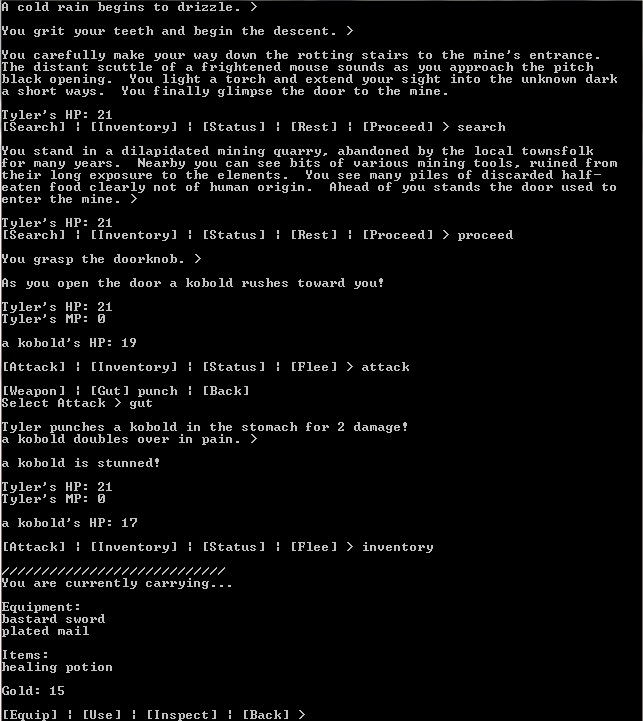 A cold rain begins to drizzle. >
You grit your teeth and begin the descent. >
You carefully make your way down the rotting stairs to the mine's entrance.
The distant scuttle of a frightened mouse sounds as you approach the pitch
black opening.  You light a torch and extend your sight into the unknown dark
a short ways.  You finally glimpse the door to the mine.
Tyler's HP: 21
[Search] ¦ [Inventory] ¦ [Status] ¦ [Rest] ¦ [Proceed] > search
You stand in a dilapidated mining quarry, abandoned by the local townsfolk
for many years.  Nearby you can see bits of various mining tools, ruined from
their long exposure to the elements.  You see many piles of discarded half-
eaten food clearly not of human origin.  Ahead of you stands the door used to
enter the mine. >
Tyler's HP: 21
[Search] ¦ [Inventory] ¦ [Status] ¦ [Rest] ¦ [Proceed] > proceed
You grasp the doorknob. >
As you open the door a kobold rushes toward you!
Tyler's HP: 21
Tyler's MP: 0
a kobold's HP: 19
[Attack] ¦ [Inventory] ¦ [Status] ¦ [Flee] > attack
[Weapon] ¦ [Gut] punch ¦ [Back]
Select Attack > gut
Tyler punches a kobold in the stomach for 2 damage!
a kobold doubles over in pain. >
a kobold is stunned!
Tyler's HP: 21
Tyler's MP: 0
a kobold's HP: 17
[Attack] ¦ [Inventory] ¦ [Status] ¦ [Flee] > inventory
////////////////////////////
You are currently carrying...
Equipment:
bastard sword
plated mail
Items:
healing potion
Gold: 15
[Equip] ¦ [Use] ¦ [Inspect] ¦ [Back] >